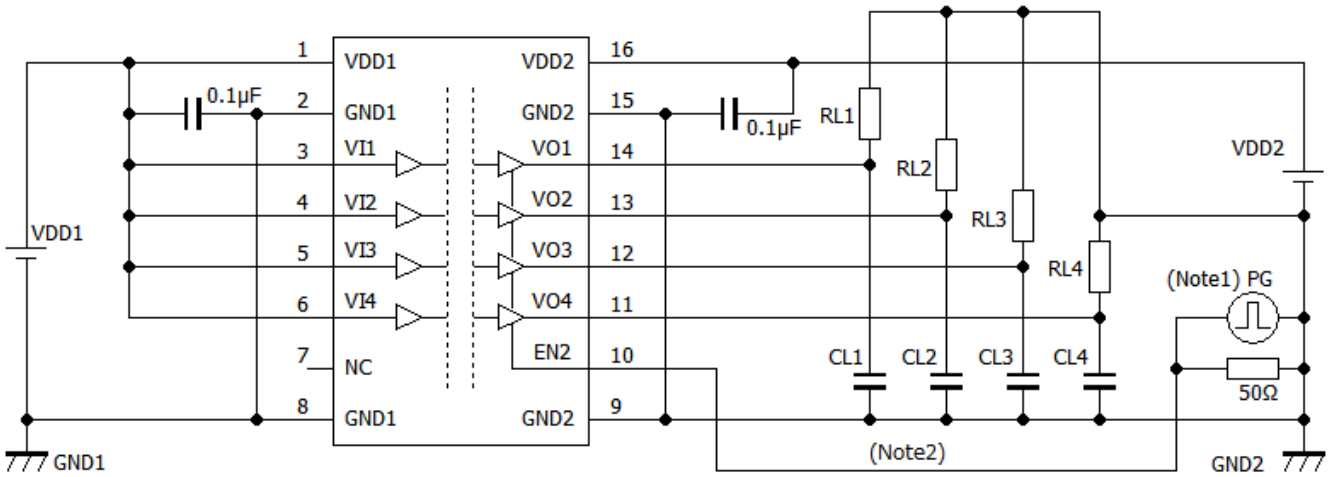 1 VDD1 VDD2 16
0.1µF 2 GND1 GND2 15 0.1µF RL1
3 VI1 VO1 14 VDD2
RL2
4 VI2 VO2 13
VDD1 RL3
5 VI3 VO3 12
RL4 (Note1) PG
6 VI4 VO4 11
7 NC EN2 10 CL1 CL2 CL3 CL4
50Ω
8 GND1 GND2 9
(Note2)
GND1 GND2